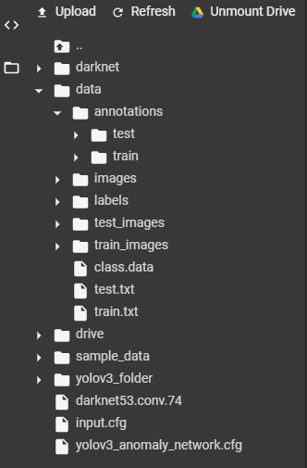 Upload Refresh Unmount Drive
..
darknet
data
annotations
test
train
images
labels
test_images
train_images
class.data
test.txt
train.txt
drive
sample_data
yolov3_folder
darknet53.conv.74
input.cfg
yolov3_anomaly_network.cfg